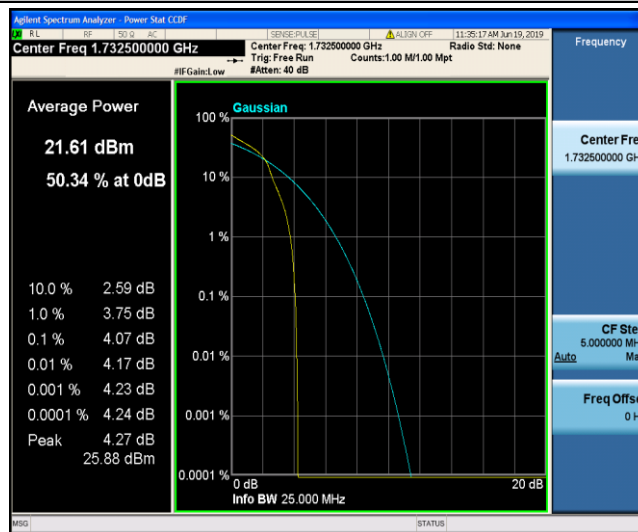 Agilent Spectrum Analyzer - Power Stat CCDF
RL RF 50 Ω AC SENSE:PULSE ALIGN OFF 11:35:17 AM Jun 19, 2019
Center Freq 1.732500000 GHz
Center Freq: 1.732500000 GHz Radio Std: None
Trig: Free Run Counts:1.00 M/1.00 Mpt
#IFGain:Low #Atten: 40 dB
Frequency
Average Power
21.61 dBm
50.34 % at 0dB
10.0 % 2.59 dB
1.0 % 3.75 dB
0.1 % 4.07 dB
0.01 % 4.17 dB
0.001 % 4.23 dB
0.0001 % 4.24 dB
Peak 4.27 dB
25.88 dBm
Gaussian
100 %
10 %
1 %
0.1 %
0.01 %
0.001 %
0.0001 %
0 dB 20 dB
Info BW 25.000 MHz
Center Fre
1.732500000 GH
CF Ste
5.000000 MH
Auto Ma
Freq Offse
0 H
MSG STATUS